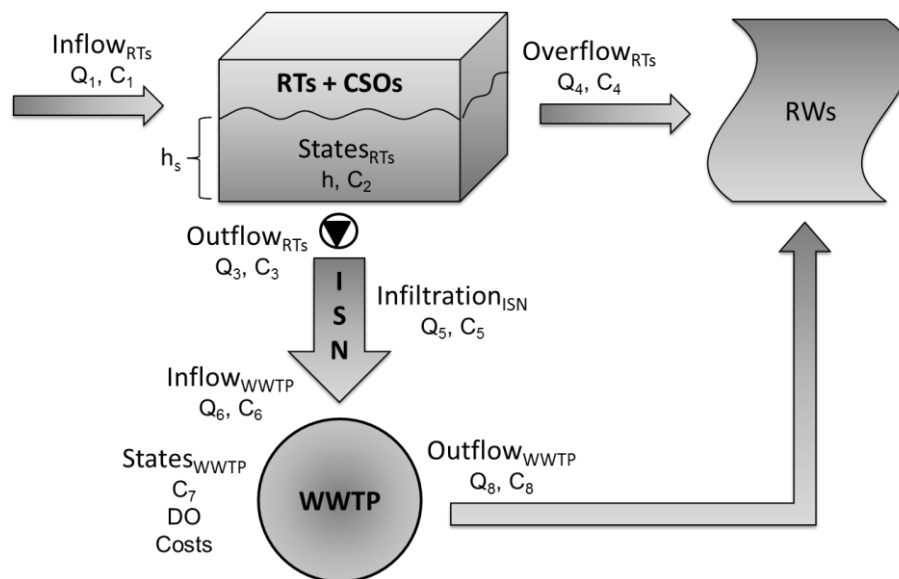 Inflow_RTs
Q_1, C_1
RTs + CSOs
h_s
States_RTs
h, C_2
Overflow_RTs
Q_4, C_4
RWs
Outflow_RTs
Q_3, C_3
I
S
N
Infiltration_ISN
Q_5, C_5
Inflow_WWTP
Q_6, C_6
States_WWTP
C_7
DO
Costs
WWTP
Outflow_WWTP
Q_8, C_8